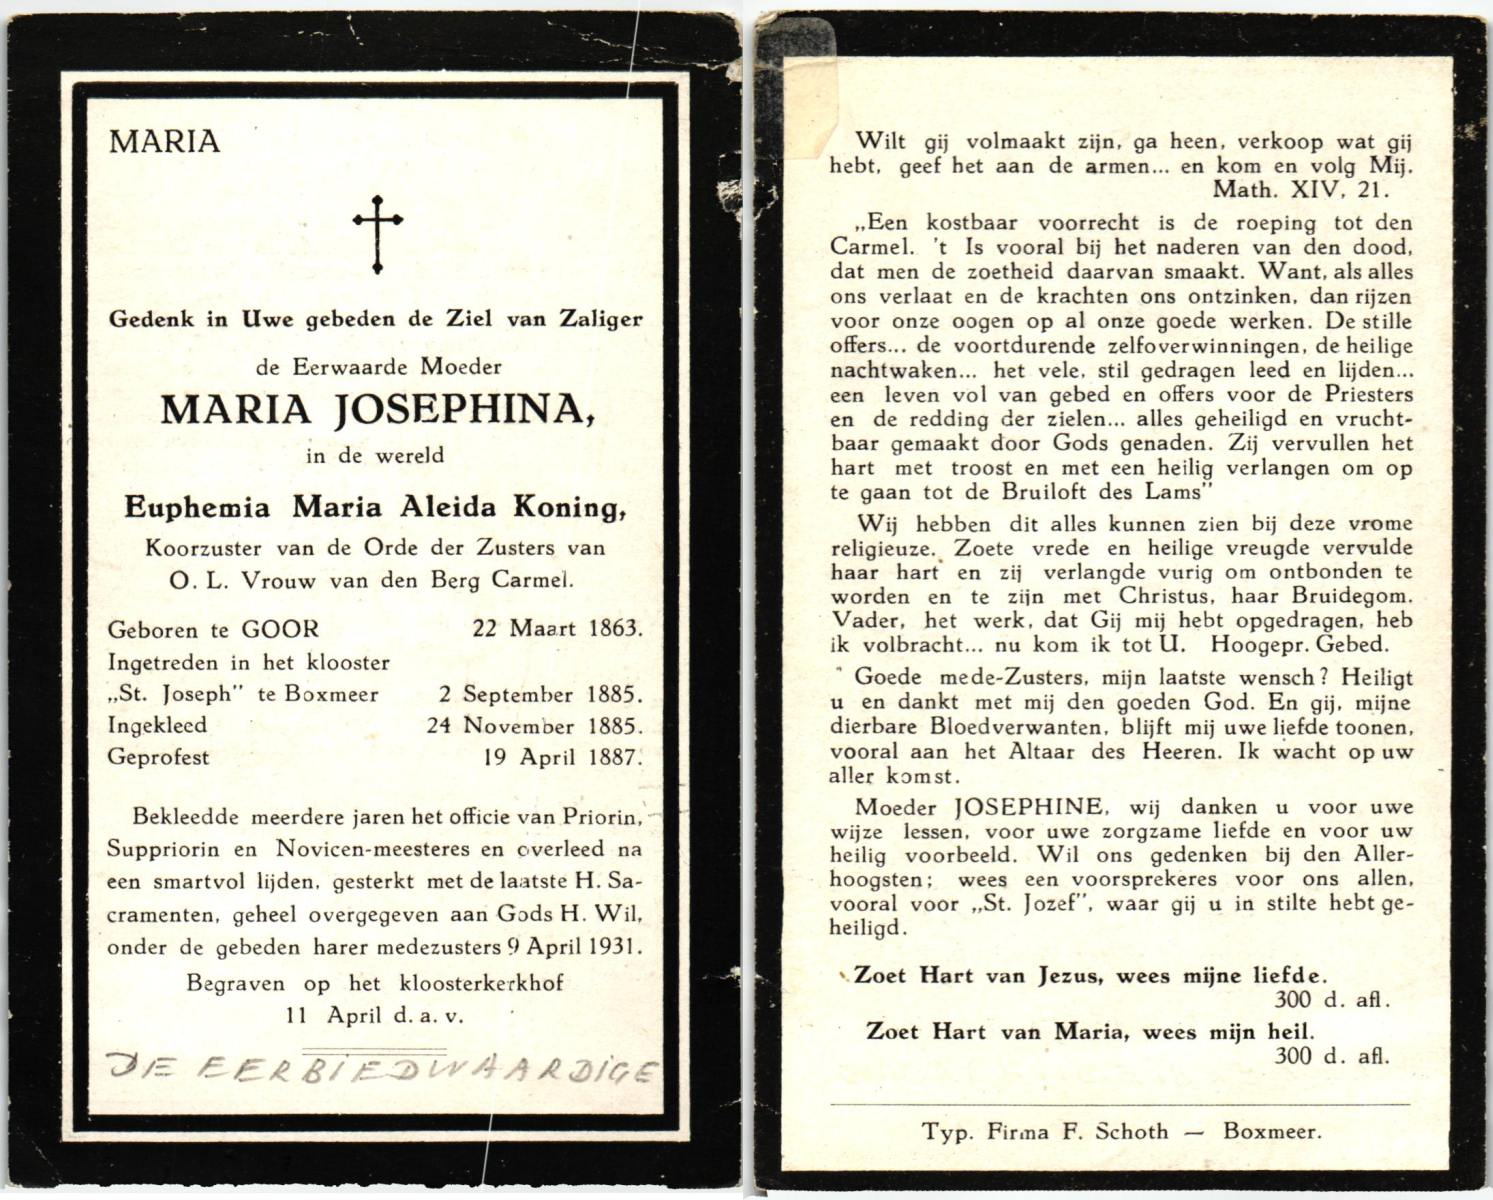 MARIA
Gedenk in Uwe gebeden de Ziel van Zaliger
de Eerwaarde Moeder
MARIA JOSEPHINA,
in de wereld
Euphemia Maria Aleida Koning,
Koorzuster van de Orde der Zusters van
O. L. Vrouw van den Berg Carmel.
Geboren te GOOR 22 Maart 1863.
Ingetreden in het klooster
„St. Joseph” te Boxmeer 2 September 1885.
Ingekleed 24 November 1885.
Geprofest 19 April 1887.
Bekleedde meerdere jaren het officie van Priorin,
Suppriorin en Novicen-meesteres en overleed na
een smartvol lijden, gesterkt met de laatste H. Sa-
cramenten, geheel overgegeven aan Gods H. Wil,
onder de gebeden harer medezusters 9 April 1931.
Begraven op het kloosterkerkhof
11 April d. a. v.
DE EERBIEDWAARDIGE
Wilt gij volmaakt zijn, ga heen, verkoop wat gij
hebt, geef het aan de armen... en kom en volg Mij.
Math. XIV, 21.
„Een kostbaar voorrecht is de roeping tot den
Carmel. 't Is vooral bij het naderen van den dood,
dat men de zoetheid daarvan smaakt. Want, als alles
ons verlaat en de krachten ons ontzinken, dan rijzen
voor onze oogen op al onze goede werken. De stille
offers... de voortdurende zelfoverwinningen, de heilige
nachtwaken... het vele, stil gedragen leed en lijden...
een leven vol van gebed en offers voor de Priesters
en de redding der zielen... alles geheiligd en vrucht-
baar gemaakt door Gods genaden. Zij vervullen het
hart met troost en met een heilig verlangen om op
te gaan tot de Bruiloft des Lams”
Wij hebben dit alles kunnen zien bij deze vrome
religieuze. Zoete vrede en heilige vreugde vervulde
haar hart en zij verlangde vurig om ontbonden te
worden en te zijn met Christus, haar Bruidegom.
Vader, het werk, dat Gij mij hebt opgedragen, heb
ik volbracht... nu kom ik tot U. Hoogepr. Gebed.
Goede mede-Zusters, mijn laatste wensch? Heiligt
u en dankt met mij den goeden God. En gij, mijne
dierbare Bloedverwanten, blijft mij uwe liefde toonen,
vooral aan het Altaar des Heeren. Ik wacht op uw
aller komst.
Moeder JOSEPHINE, wij danken u voor uwe
wijze lessen, voor uwe zorgzame liefde en voor uw
heilig voorbeeld. Wil ons gedenken bij den Aller-
hoogsten; wees een voorsprekeres voor ons allen,
vooral voor „St. Jozef”, waar gij u in stilte hebt ge-
heiligd.
Zoet Hart van Jezus, wees mijne liefde.
300 d. afl.
Zoet Hart van Maria, wees mijn heil.
300 d. afl.
Typ. Firma F. Schoth — Boxmeer.